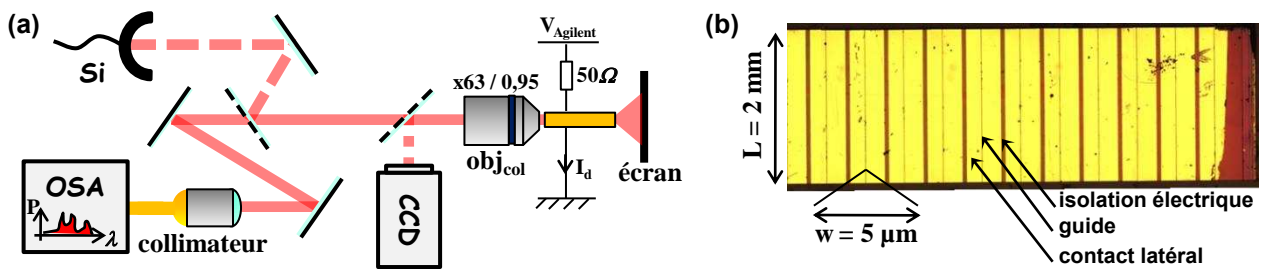 (a)
Si
V_Agilent
50Ω
x63 / 0,95
obj_col
I_d
écran
OSA
P
λ
collimateur
CCD
(b)
L = 2 mm
w = 5 µm
isolation électrique
guide
contact latéral